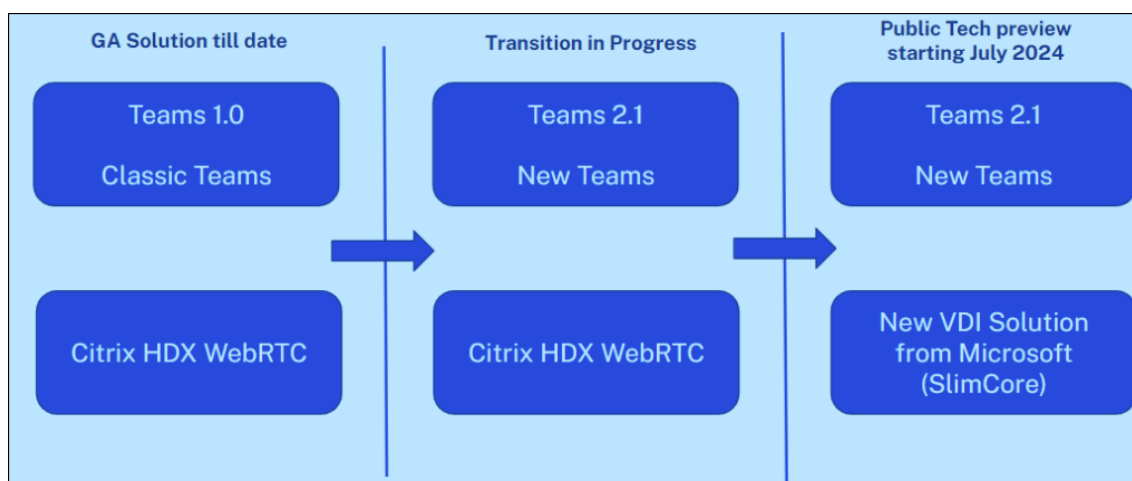 GA Solution till date
Transition in Progress
Public Tech preview
starting July 2024
Teams 1.0
Classic Teams
Teams 2.1
New Teams
Teams 2.1
New Teams
Citrix HDX WebRTC
Citrix HDX WebRTC
New VDI Solution
from Microsoft
(SlimCore)